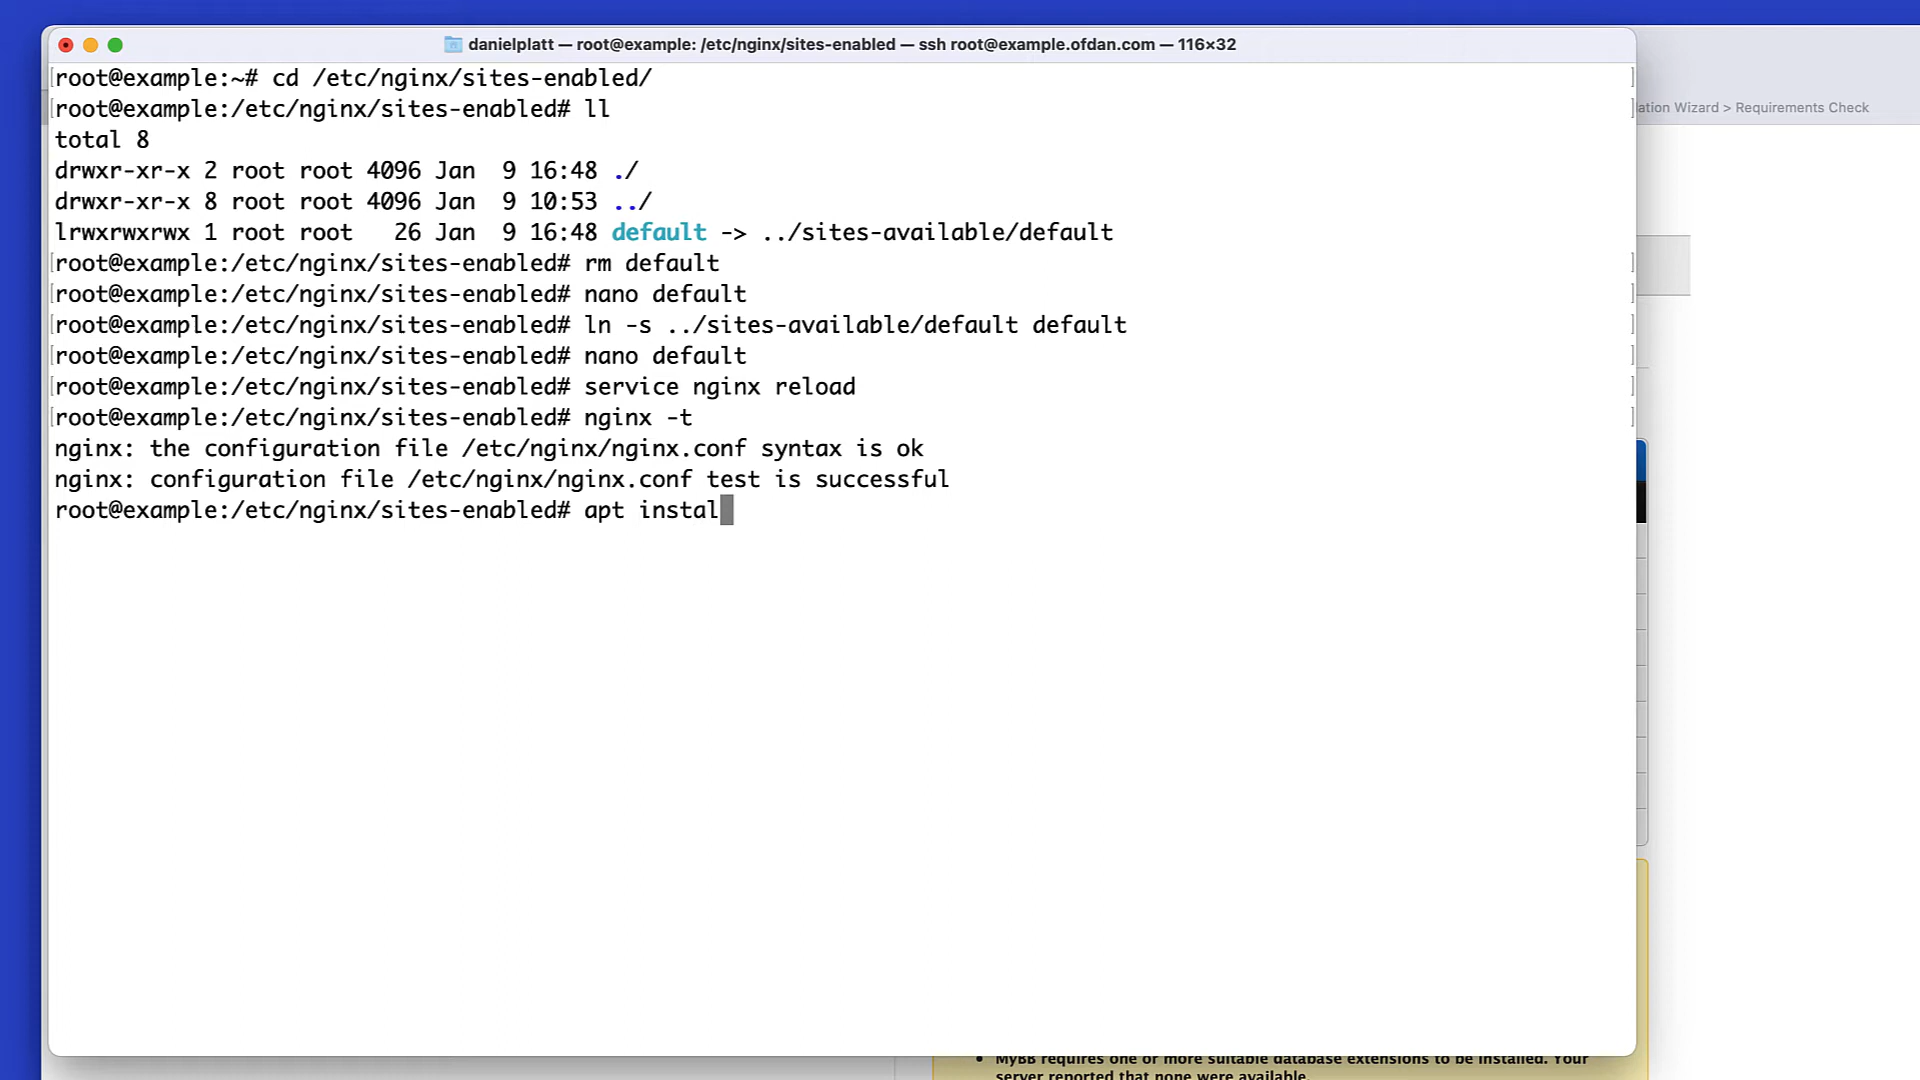 danielplatt — root@example: /etc/nginx/sites-enabled — ssh root@example.ofdan.com — 116×32
[root@example:~# cd /etc/nginx/sites-enabled/ ]
[root@example:/etc/nginx/sites-enabled# ll ]
total 8
drwxr-xr-x 2 root root 4096 Jan  9 16:48 ./
drwxr-xr-x 8 root root 4096 Jan  9 10:53 ../
lrwxrwxrwx 1 root root   26 Jan  9 16:48 default -> ../sites-available/default
[root@example:/etc/nginx/sites-enabled# rm default ]
[root@example:/etc/nginx/sites-enabled# nano default ]
[root@example:/etc/nginx/sites-enabled# ln -s ../sites-available/default default ]
[root@example:/etc/nginx/sites-enabled# nano default ]
[root@example:/etc/nginx/sites-enabled# service nginx reload ]
[root@example:/etc/nginx/sites-enabled# nginx -t ]
nginx: the configuration file /etc/nginx/nginx.conf syntax is ok
nginx: configuration file /etc/nginx/nginx.conf test is successful
root@example:/etc/nginx/sites-enabled# apt instal
ation Wizard > Requirements Check
• MyBB requires one or more suitable database extensions to be installed. Your
server reported that none were available.